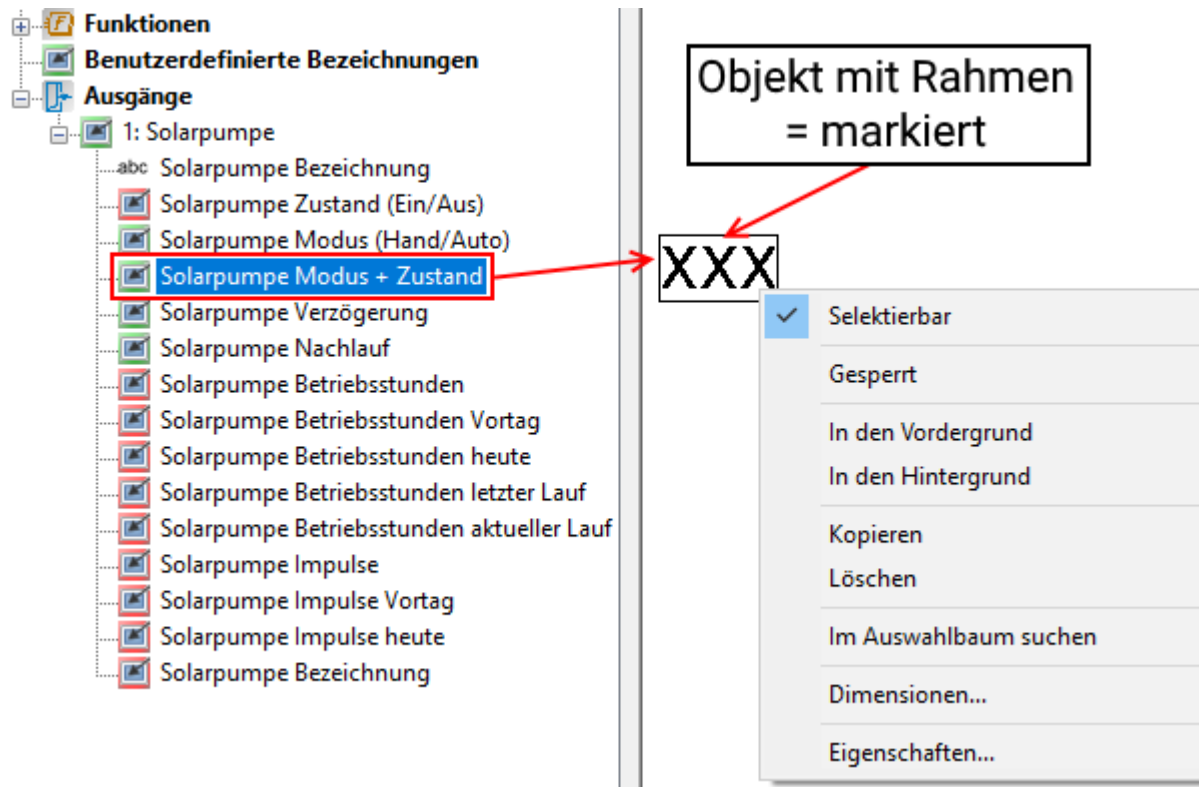 Funktionen
Benutzerdefinierte Bezeichnungen
Ausgänge
1: Solarpumpe
abc Solarpumpe Bezeichnung
Solarpumpe Zustand (Ein/Aus)
Solarpumpe Modus (Hand/Auto)
Solarpumpe Modus + Zustand
Solarpumpe Verzögerung
Solarpumpe Nachlauf
Solarpumpe Betriebsstunden
Solarpumpe Betriebsstunden Vortag
Solarpumpe Betriebsstunden heute
Solarpumpe Betriebsstunden letzter Lauf
Solarpumpe Betriebsstunden aktueller Lauf
Solarpumpe Impulse
Solarpumpe Impulse Vortag
Solarpumpe Impulse heute
Solarpumpe Bezeichnung
Objekt mit Rahmen
= markiert
XXX
Selektierbar
Gesperrt
In den Vordergrund
In den Hintergrund
Kopieren
Löschen
Im Auswahlbaum suchen
Dimensionen...
Eigenschaften...